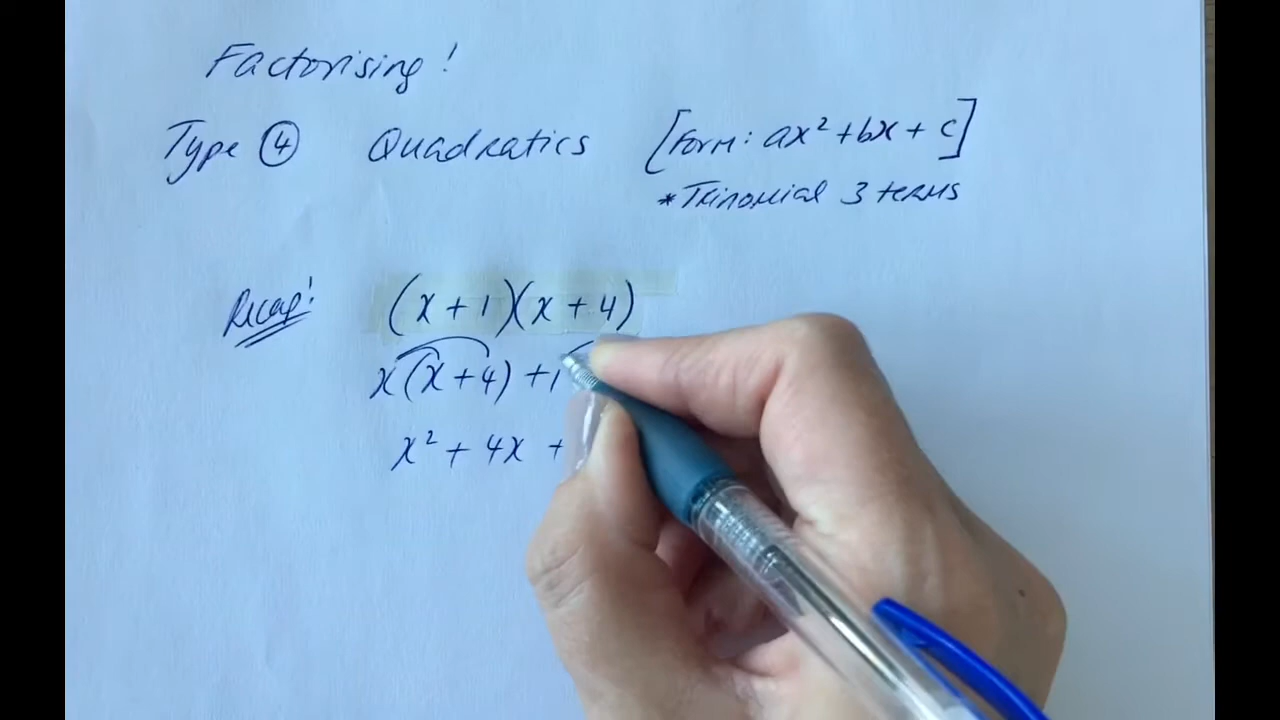 Factorising!
Type ④ Quadratics [Form: ax² + bx + c]
*Trinomial 3 terms
Recap! (x + 1)(x + 4)
x(x + 4) + 1(
x² + 4x +